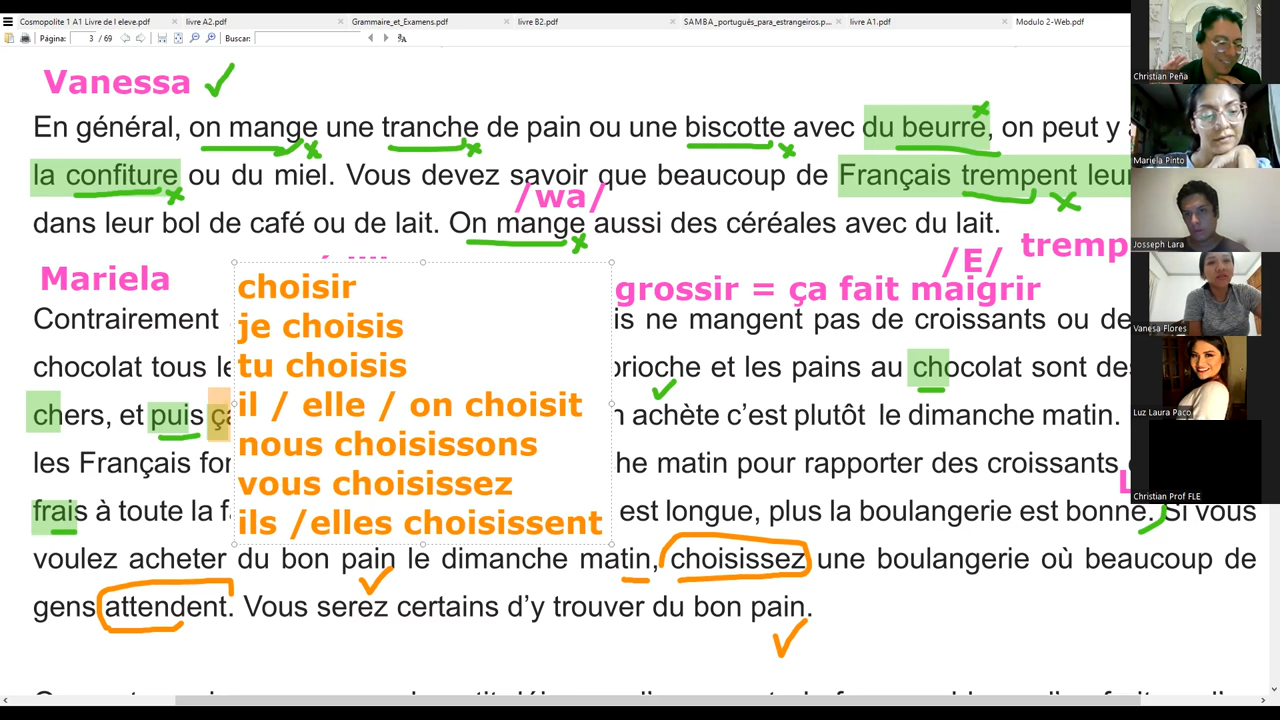 Cosmopolite 1 A1 Livre de l eleve.pdf
livre A2.pdf
Grammaire_et_Examens.pdf
livre B2.pdf
SAMBA_português_para_estrangeiros.p...
livre A1.pdf
Modulo 2-Web.pdf
Página: 3 / 69 Buscar:
Vanessa
En général, on mange une tranche de pain ou une biscotte avec du beurre, on peut y
la confiture ou du miel. Vous devez savoir que beaucoup de Français trempent leur
/wa/
dans leur bol de café ou de lait. On mange aussi des céréales avec du lait.
tremp
/E/
Mariela
grossir = ça fait maigrir
choisir
je choisis
tu choisis
il / elle / on choisit
nous choisissons
vous choisissez
ils /elles choisissent
Contrairement is ne mangent pas de croissants ou de
chocolat tous le brioche et les pains au chocolat sont des
chers, et puis ça n achète c’est plutôt le dimanche matin.
les Français for he matin pour rapporter des croissants
frais à toute la f est longue, plus la boulangerie est bonne. Si vous
voulez acheter du bon pain le dimanche matin, choisissez une boulangerie où beaucoup de
gens attendent. Vous serez certains d’y trouver du bon pain.
Christian Peña
Mariela Pinto
Josseph Lara
Vanesa Flores
Luz Laura Paco
Christian Prof FLE